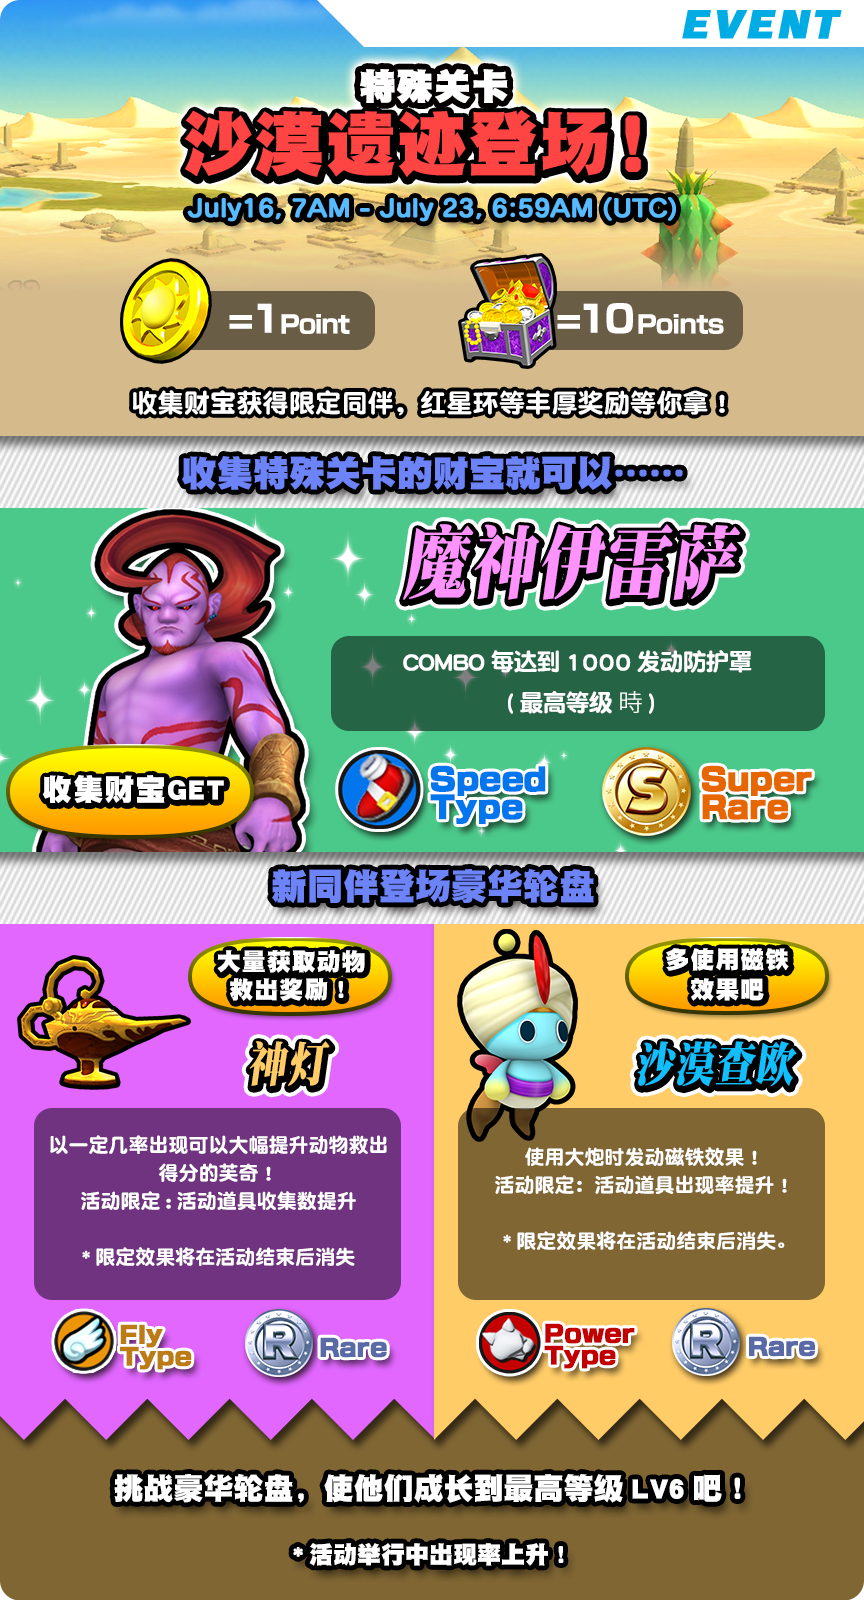 EVENT
特殊关卡
沙漠遗迹登场！
July16, 7AM - July 23, 6:59AM (UTC)
=1 Point
=10 Points
收集财宝获得限定同伴，红星环等丰厚奖励等你拿！
收集特殊关卡的财宝就可以……
魔神伊雷萨
COMBO 每达到 1000 发动防护罩
( 最高等级 時 )
收集财宝GET
Speed
Type
S
Super
Rare
新同伴登场豪华轮盘
大量获取动物
救出奖励！
神灯
以一定几率出现可以大幅提升动物救出
得分的芙奇！
活动限定 : 活动道具收集数提升
* 限定效果将在活动结束后消失
Fly
Type
R
Rare
多使用磁铁
效果吧
沙漠查欧
使用大炮时发动磁铁效果！
活动限定：活动道具出现率提升！
* 限定效果将在活动结束后消失。
Power
Type
R
Rare
挑战豪华轮盘，使他们成长到最高等级 LV6 吧！
* 活动举行中出现率上升！